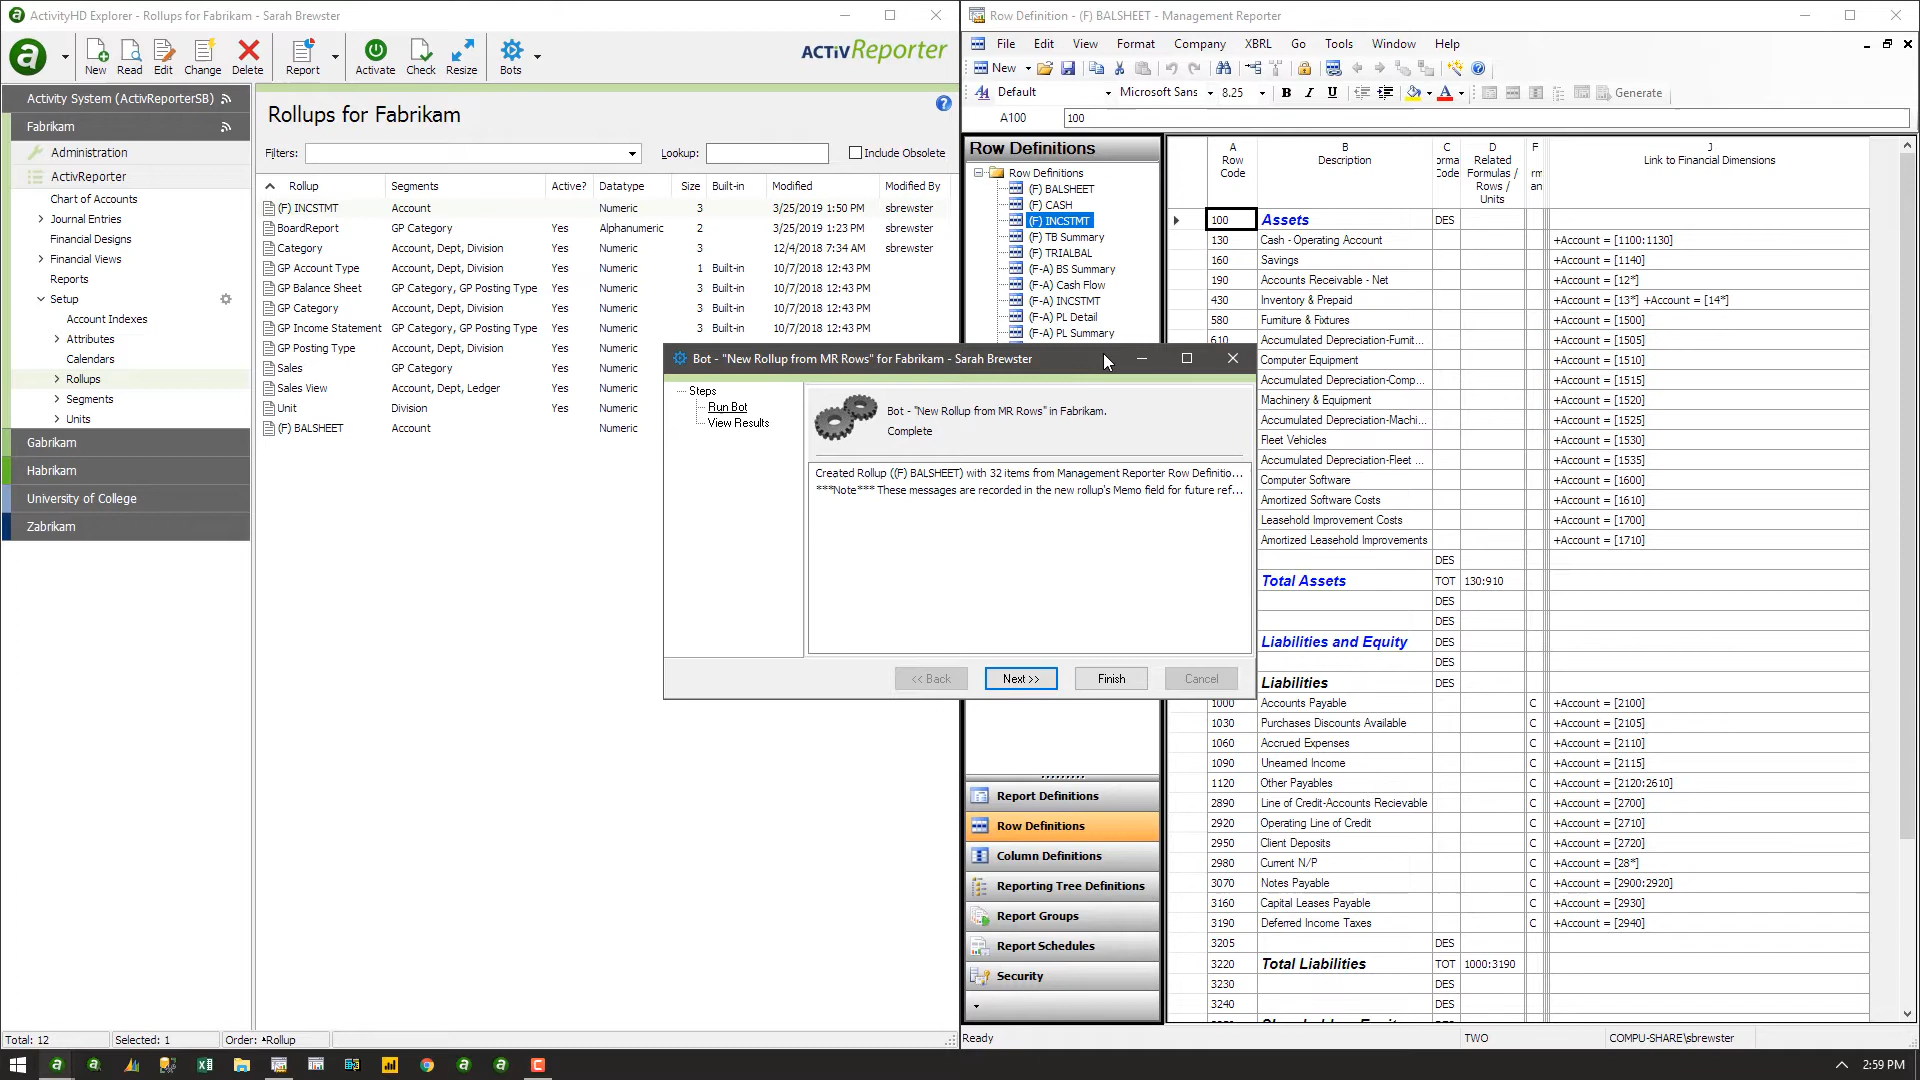 ActivityHD Explorer - Rollups for Fabrikam - Sarah Brewster
New Read Edit Change Delete Report Activate Check Resize Bots
ACTiVReporter
Activity System (ActivReporterSB)
Fabrikam
Administration
ActivReporter
Chart of Accounts
Journal Entries
Financial Designs
Financial Views
Reports
Setup
Account Indexes
Attributes
Calendars
Rollups
Segments
Units
Gabrikam
Habrikam
University of College
Zabrikam
Rollups for Fabrikam
Filters: Lookup: Include Obsolete
Rollup Segments Active? Datatype Size Built-in Modified Modified By
(F) INCSTMT Account Numeric 3 3/25/2019 1:50 PM sbrewster
BoardReport GP Category Yes Alphanumeric 2 3/25/2019 1:23 PM sbrewster
Category Account, Dept, Division Yes Numeric 3 12/4/2018 7:34 AM sbrewster
GP Account Type Account, Dept, Division Yes Numeric 1 Built-in 10/7/2018 12:43 PM
GP Balance Sheet GP Category, GP Posting Type Yes Numeric 3 Built-in 10/7/2018 12:43 PM
GP Category Account, Dept, Division Yes Numeric 3 Built-in 10/7/2018 12:43 PM
GP Income Statement GP Category, GP Posting Type Yes Numeric 3 Built-in 10/7/2018 12:43 PM
GP Posting Type Account, Dept, Division Yes Numeric
Sales GP Category Yes Numeric
Sales View Account, Dept, Ledger Numeric
Unit Division Yes Numeric
(F) BALSHEET Account Numeric
Total: 12 Selected: 1 Order: Rollup
Bot - "New Rollup from MR Rows" for Fabrikam - Sarah Brewster
Steps
Run Bot
View Results
Bot - "New Rollup from MR Rows" in Fabrikam.
Complete
Created Rollup ((F) BALSHEET) with 32 items from Management Reporter Row Definitio...
***Note*** These messages are recorded in the new rollup's Memo field for future ref...
<< Back Next >> Finish Cancel
Row Definition - (F) BALSHEET - Management Reporter
File Edit View Format Company XBRL Go Tools Window Help
New
Default Microsoft Sans 8.25 B I U A Generate
A100 100
Row Definitions
Row Definitions
(F) BALSHEET
(F) CASH
(F) INCSTMT
(F) TB Summary
(F) TRIALBAL
(F-A) BS Summary
(F-A) Cash Flow
(F-A) INCSTMT
(F-A) PL Detail
(F-A) PL Summary
Report Definitions
Row Definitions
Column Definitions
Reporting Tree Definitions
Report Groups
Report Schedules
Security
A B C D F J
Row Code Description orma Code Related Formulas / Rows / Units rm an Link to Financial Dimensions
100 Assets DES
130 Cash - Operating Account +Account = [1100:1130]
160 Savings +Account = [1140]
190 Accounts Receivable - Net +Account = [12*]
430 Inventory & Prepaid +Account = [13*] +Account = [14*]
580 Furniture & Fixtures +Account = [1500]
610 Accumulated Depreciation-Furnit... +Account = [1505]
Computer Equipment +Account = [1510]
Accumulated Depreciation-Comp... +Account = [1515]
Machinery & Equipment +Account = [1520]
Accumulated Depreciation-Machi... +Account = [1525]
Fleet Vehicles +Account = [1530]
Accumulated Depreciation-Fleet ... +Account = [1535]
Computer Software +Account = [1600]
Amortized Software Costs +Account = [1610]
Leasehold Improvement Costs +Account = [1700]
Amortized Leasehold Improvements +Account = [1710]
DES
Total Assets TOT 130:910
DES
DES
Liabilities and Equity DES
DES
Liabilities DES
1000 Accounts Payable C +Account = [2100]
1030 Purchases Discounts Available C +Account = [2105]
1060 Accrued Expenses C +Account = [2110]
1090 Unearned Income C +Account = [2115]
1120 Other Payables C +Account = [2120:2610]
2890 Line of Credit-Accounts Recievable C +Account = [2700]
2920 Operating Line of Credit C +Account = [2710]
2950 Client Deposits C +Account = [2720]
2980 Current N/P C +Account = [28*]
3070 Notes Payable C +Account = [2900:2920]
3160 Capital Leases Payable C +Account = [2930]
3190 Deferred Income Taxes C +Account = [2940]
3205 DES
3220 Total Liabilities TOT 1000:3190
3230 DES
3240 DES
Ready TWO COMPU-SHARE\sbrewster
2:59 PM